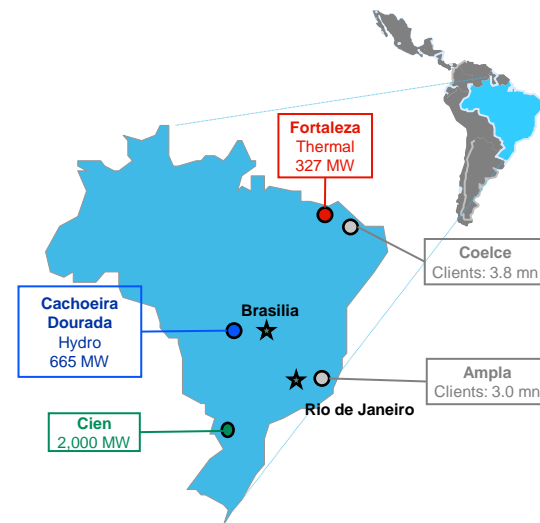 Fortaleza
Thermal
327 MW
Coelce
Clients: 3.8 mn
Cachoeira
Dourada
Hydro
665 MW
Brasilia
Ampla
Clients: 3.0 mn
Rio de Janeiro
Cien
2,000 MW